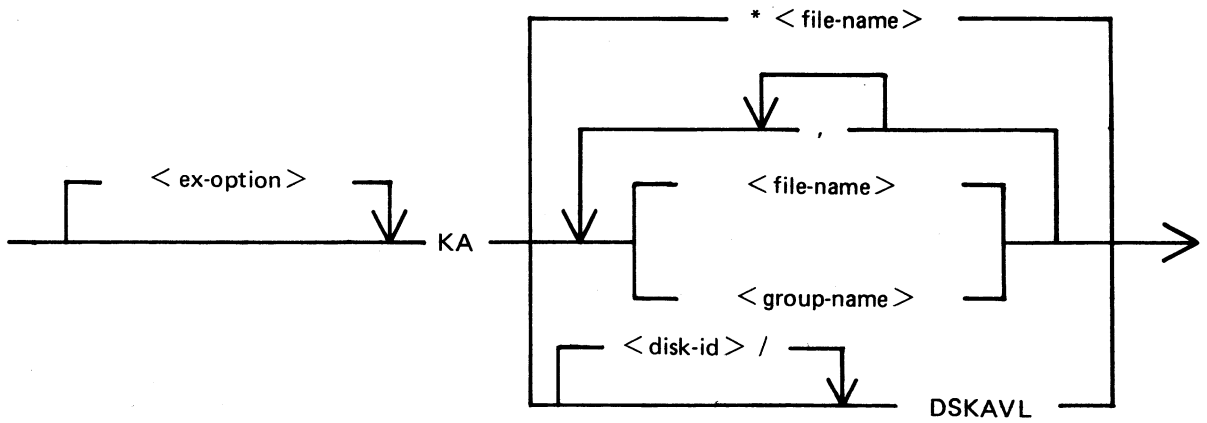 * <file-name>
,
<ex-option>
<file-name>
KA
<group-name>
<disk-id> /
DSKAVL